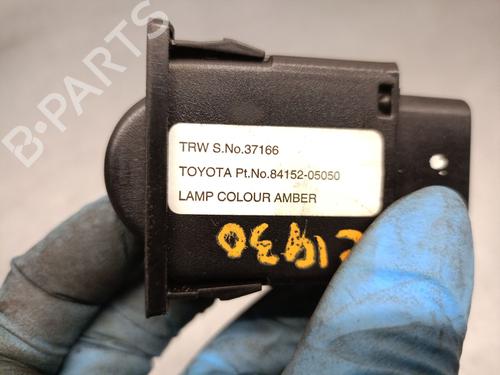 B-PARTS
TRW S.No.37166
TOYOTA Pt.No.84152-05050
LAMP COLOUR AMBER